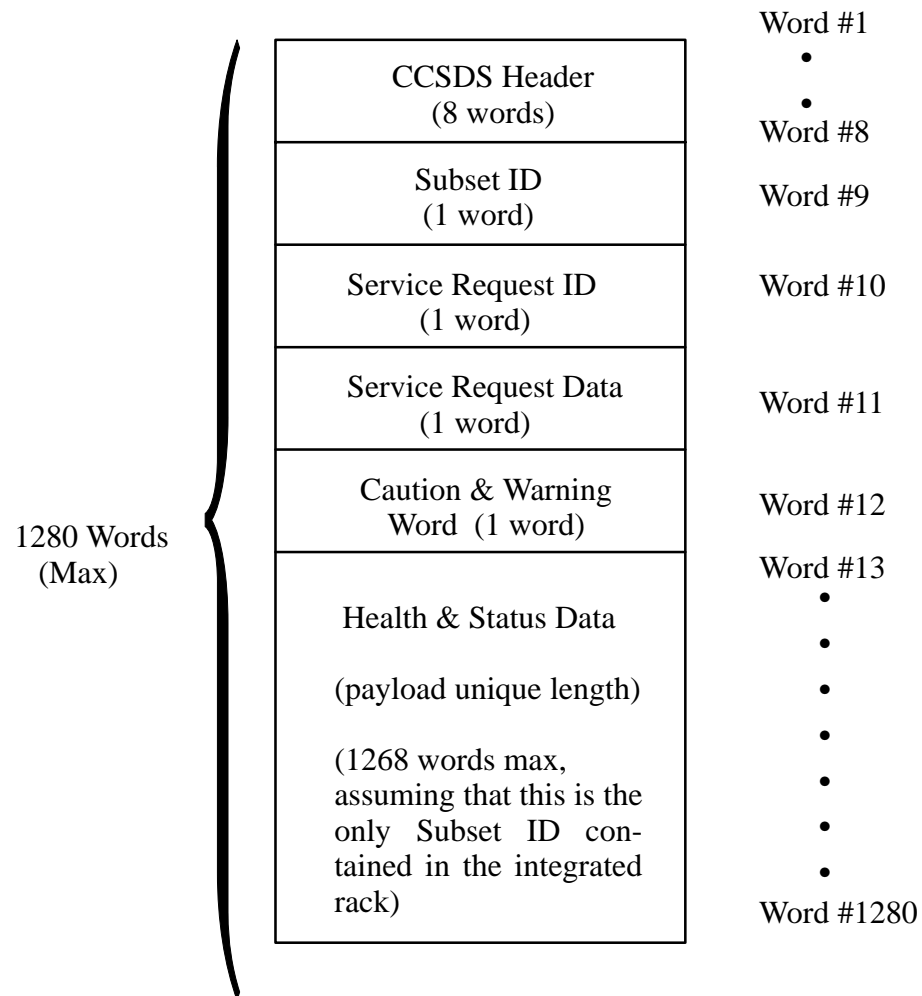 Word #1
CCSDS Header
(8 words)
Word #8
Subset ID
(1 word)
Word #9
Service Request ID
(1 word)
Word #10
Service Request Data
(1 word)
Word #11
Caution & Warning
Word (1 word)
Word #12
1280 Words
(Max)
Word #13
Health & Status Data
(payload unique length)
(1268 words max,
assuming that this is the
only Subset ID con-
tained in the integrated
rack)
Word #1280